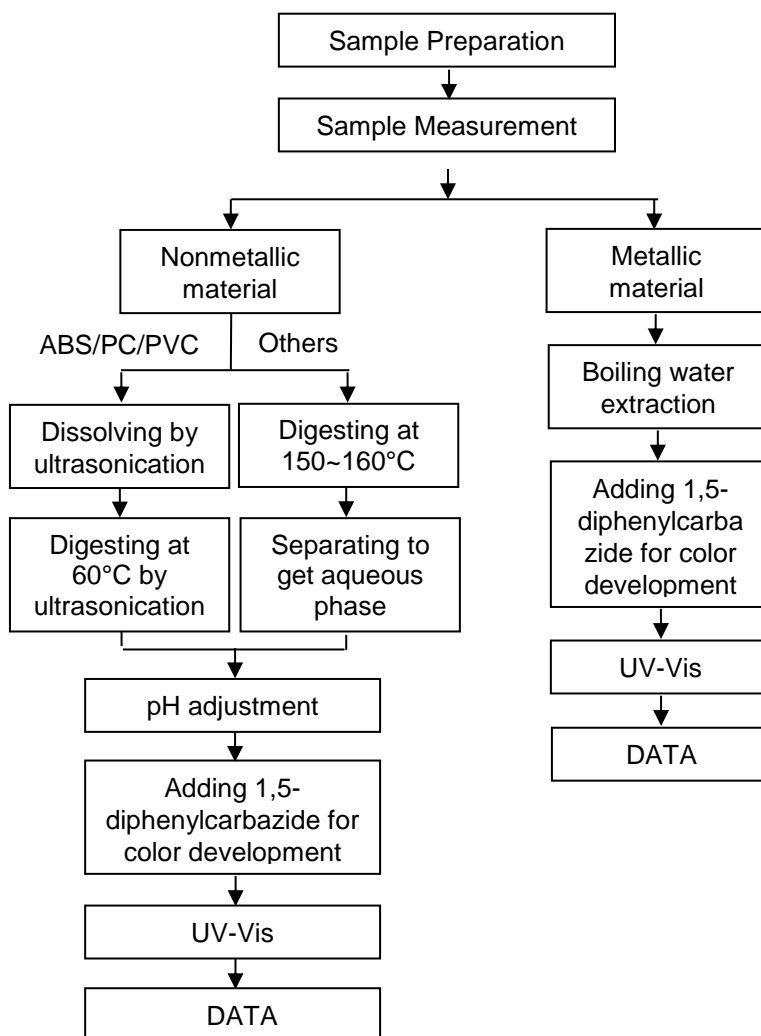 Sample Preparation
Sample Measurement
Nonmetallic
material
Metallic
material
ABS/PC/PVC
Others
Dissolving by
ultrasonication
Digesting at
150~160°C
Boiling water
extraction
Digesting at
60°C by
ultrasonication
Separating to
get aqueous
phase
Adding 1,5-
diphenylcarba
zide for color
development
pH adjustment
UV-Vis
DATA
Adding 1,5-
diphenylcarbazide for
color development
UV-Vis
DATA